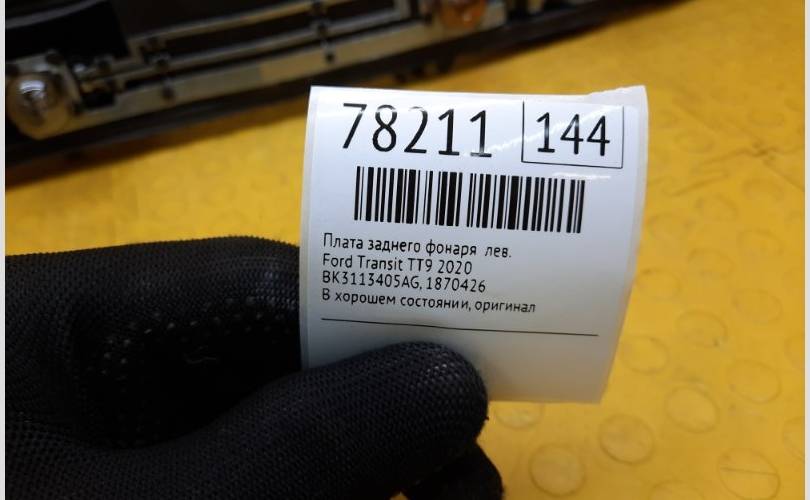 78211 144
Плата заднего фонаря лев.
Ford Transit TT9 2020
BK3113405AG, 1870426
В хорошем состоянии, оригинал